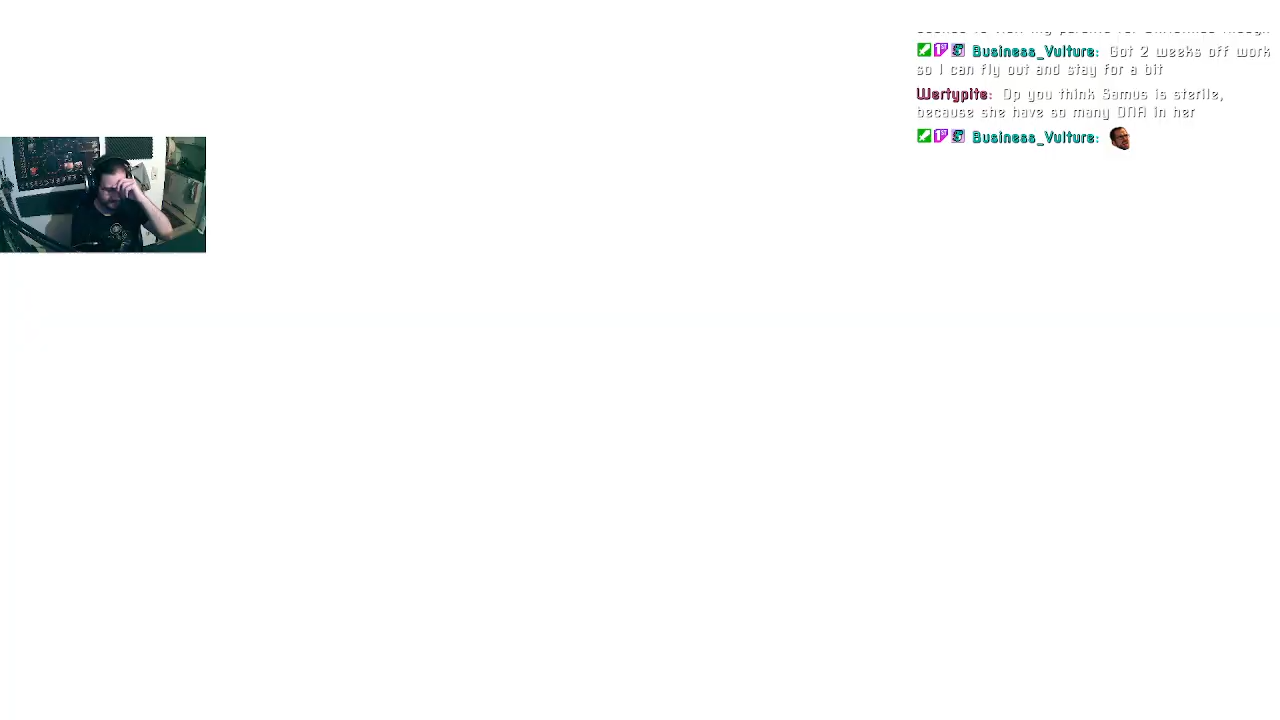 Business_Vulture: Got 2 weeks off work
so I can fly out and stay for a bit
Wertypite: Dp you think Samus is sterile,
because she have so many DNA in her
Business_Vulture: